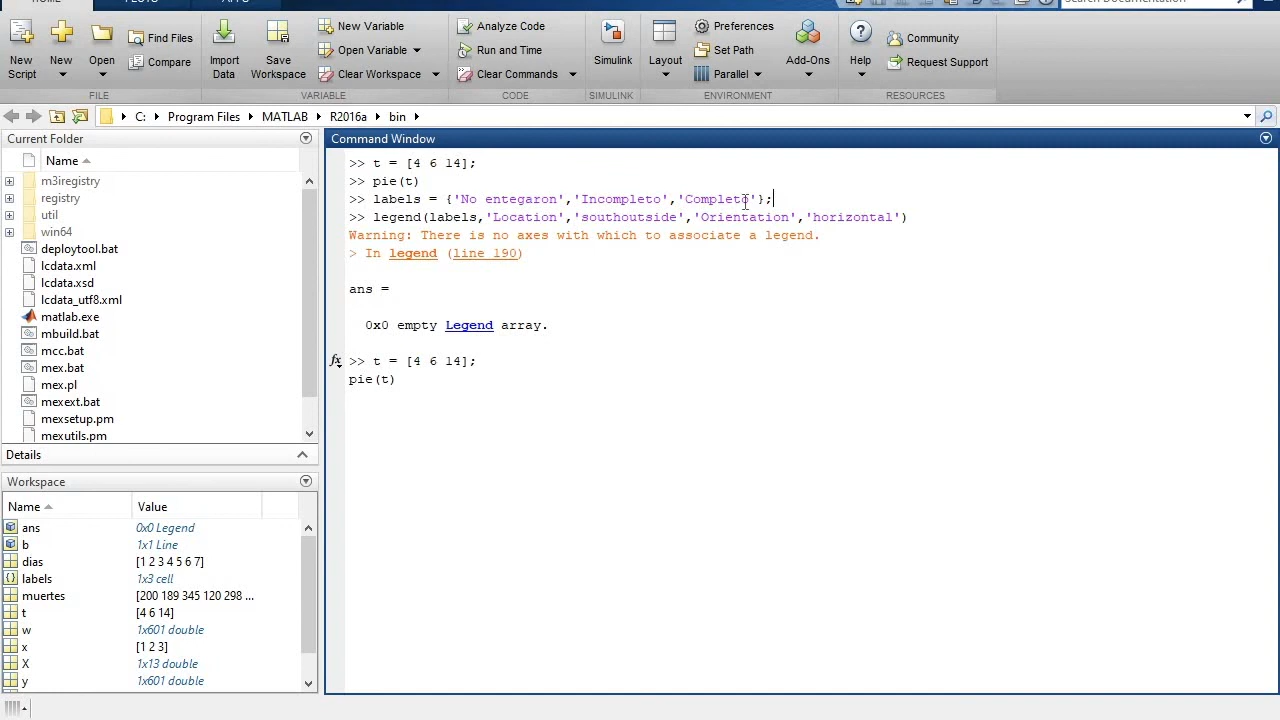 HOME PLOTS APPS Search Documentation
New Script
New
Open
Find Files
Compare
FILE
Import Data
Save Workspace
New Variable
Open Variable
Clear Workspace
VARIABLE
Analyze Code
Run and Time
Clear Commands
CODE
Simulink
SIMULINK
Layout
Preferences
Set Path
Parallel
Add-Ons
ENVIRONMENT
Help
Community
Request Support
RESOURCES
C: Program Files MATLAB R2016a bin
Current Folder
Name
m3iregistry
registry
util
win64
deploytool.bat
lcdata.xml
lcdata.xsd
lcdata_utf8.xml
matlab.exe
mbuild.bat
mcc.bat
mex.bat
mex.pl
mexext.bat
mexsetup.pm
mexutils.pm
Details
Workspace
Name Value
ans 0x0 Legend
b 1x1 Line
dias [1 2 3 4 5 6 7]
labels 1x3 cell
muertes [200 189 345 120 298 ...
t [4 6 14]
w 1x601 double
x [1 2 3]
X 1x13 double
y 1x601 double
Command Window
>> t = [4 6 14];
>> pie(t)
>> labels = {'No entegaron','Incompleto','Completo'};
>> legend(labels,'Location','southoutside','Orientation','horizontal')
Warning: There is no axes with which to associate a legend.
> In legend (line 190)
ans =
0x0 empty Legend array.
fx >> t = [4 6 14];
pie(t)